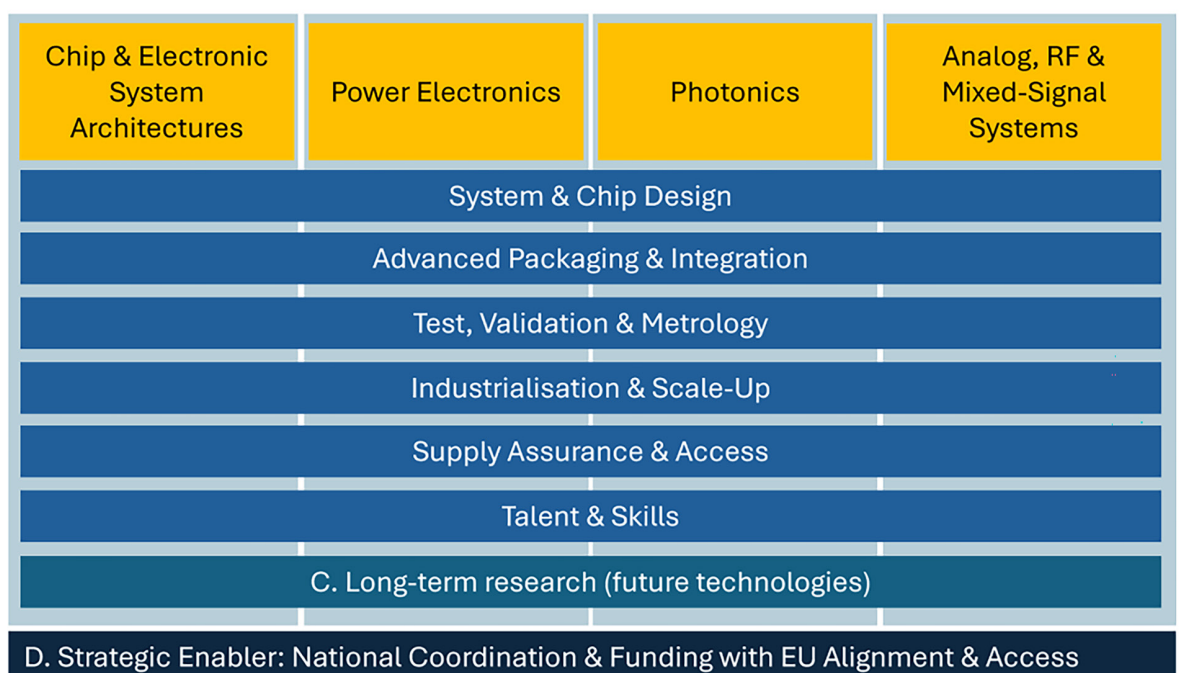 Chip & Electronic
System
Architectures
Power Electronics
Photonics
Analog, RF &
Mixed-Signal
Systems
System & Chip Design
Advanced Packaging & Integration
Test, Validation & Metrology
Industrialisation & Scale-Up
Supply Assurance & Access
Talent & Skills
C. Long-term research (future technologies)
D. Strategic Enabler: National Coordination & Funding with EU Alignment & Access